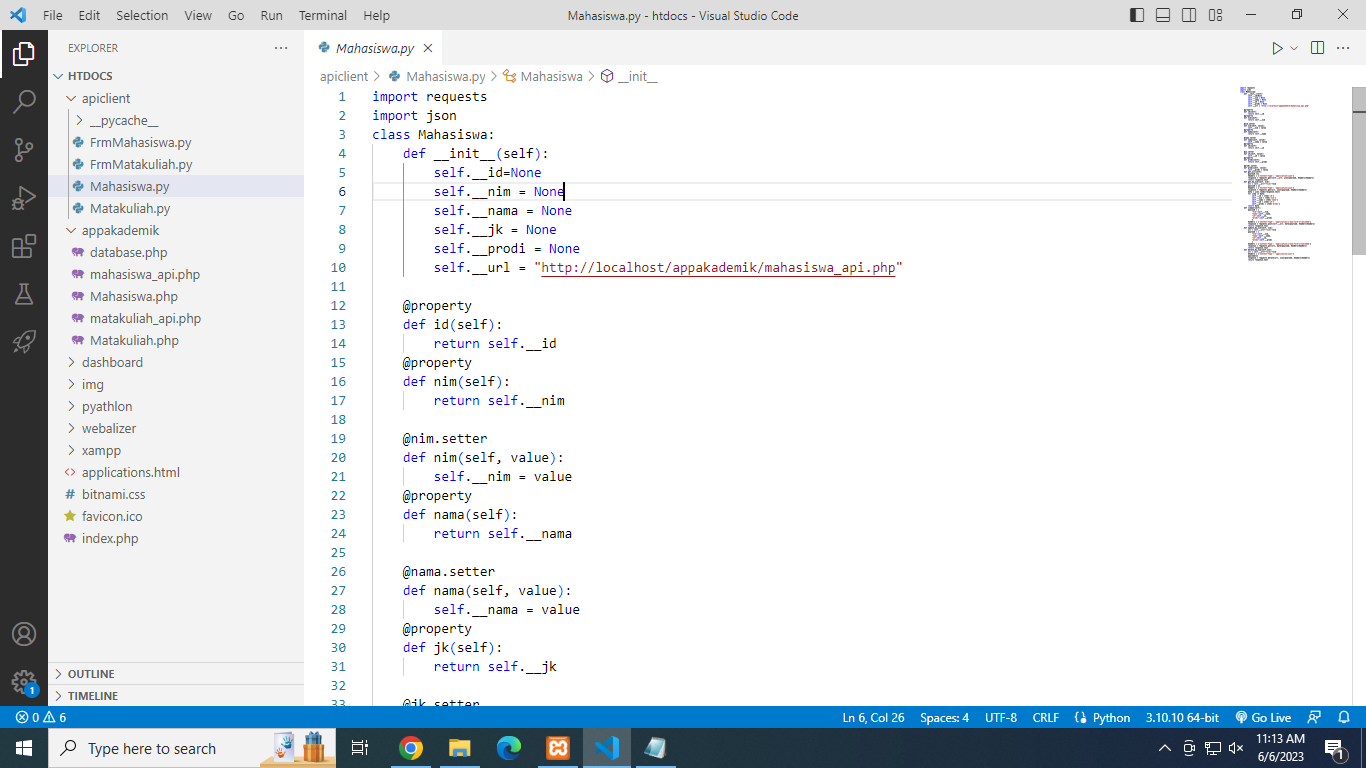 File Edit Selection View Go Run Terminal Help Mahasiswa.py - htdocs - Visual Studio Code
EXPLORER
HTDOCS
apiclient
__pycache__
FrmMahasiswa.py
FrmMatakuliah.py
Mahasiswa.py
Matakuliah.py
appakademik
database.php
mahasiswa_api.php
Mahasiswa.php
matakuliah_api.php
Matakuliah.php
dashboard
img
pyathlon
webalizer
xampp
applications.html
bitnami.css
favicon.ico
index.php
OUTLINE
TIMELINE
Mahasiswa.py
apiclient > Mahasiswa.py > Mahasiswa > __init__
1 import requests
2 import json
3 class Mahasiswa:
4 def __init__(self):
5 self.__id=None
6 self.__nim = None
7 self.__nama = None
8 self.__jk = None
9 self.__prodi = None
10 self.__url = "http://localhost/appakademik/mahasiswa_api.php"
11
12 @property
13 def id(self):
14 return self.__id
15 @property
16 def nim(self):
17 return self.__nim
18
19 @nim.setter
20 def nim(self, value):
21 self.__nim = value
22 @property
23 def nama(self):
24 return self.__nama
25
26 @nama.setter
27 def nama(self, value):
28 self.__nama = value
29 @property
30 def jk(self):
31 return self.__jk
32
33 @jk.setter
1
0 6 Ln 6, Col 26 Spaces: 4 UTF-8 CRLF Python 3.10.10 64-bit Go Live
Type here to search
11:13 AM
6/6/2023
1